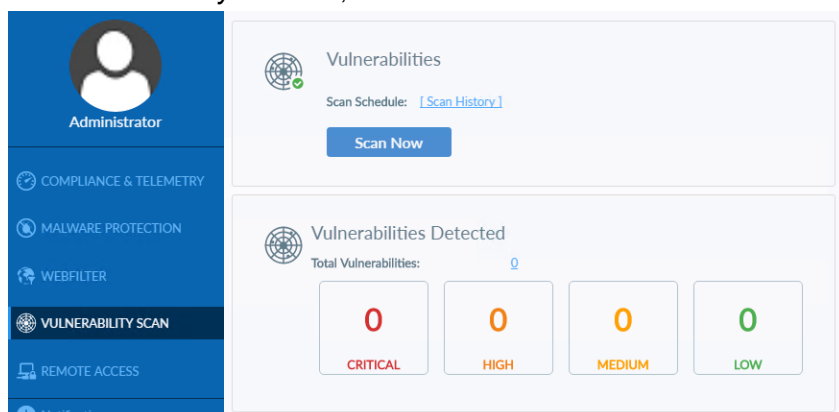 Administrator
COMPLIANCE & TELEMETRY
MALWARE PROTECTION
WEBFILTER
VULNERABILITY SCAN
REMOTE ACCESS
Vulnerabilities
Scan Schedule: [ Scan History ]
Scan Now
Vulnerabilities Detected
Total Vulnerabilities: 0
0 0 0 0
CRITICAL HIGH MEDIUM LOW